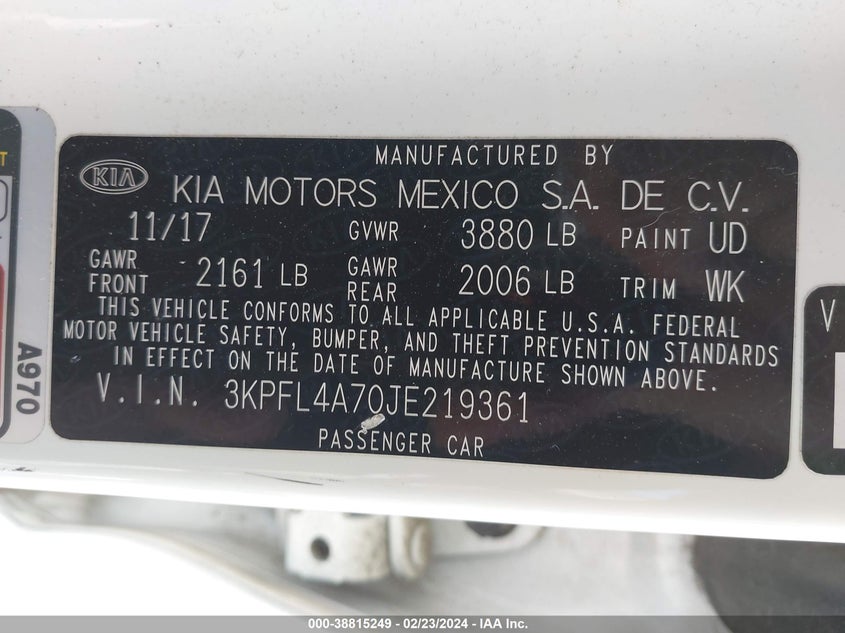 MANUFACTURED BY
KIA KIA MOTORS MEXICO S.A. DE C.V.
11/17 GVWR 3880 LB PAINT UD
GAWR FRONT 2161 LB GAWR REAR 2006 LB TRIM WK
THIS VEHICLE CONFORMS TO ALL APPLICABLE U.S.A. FEDERAL
MOTOR VEHICLE SAFETY, BUMPER, AND THEFT PREVENTION STANDARDS
IN EFFECT ON THE DATE OF MANUFACTURE SHOWN ABOVE.
V.I.N. 3KPFL4A70JE219361
PASSENGER CAR
A970
V
000-38815249 - 02/23/2024 - IAA Inc.